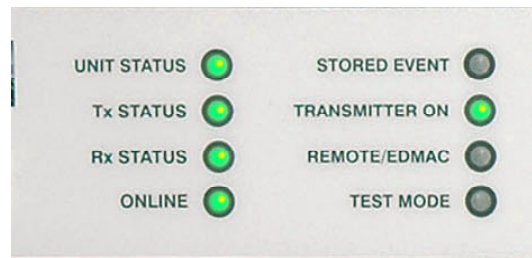 UNIT STATUS
Tx STATUS
Rx STATUS
ONLINE
STORED EVENT
TRANSMITTER ON
REMOTE/EDMAC
TEST MODE